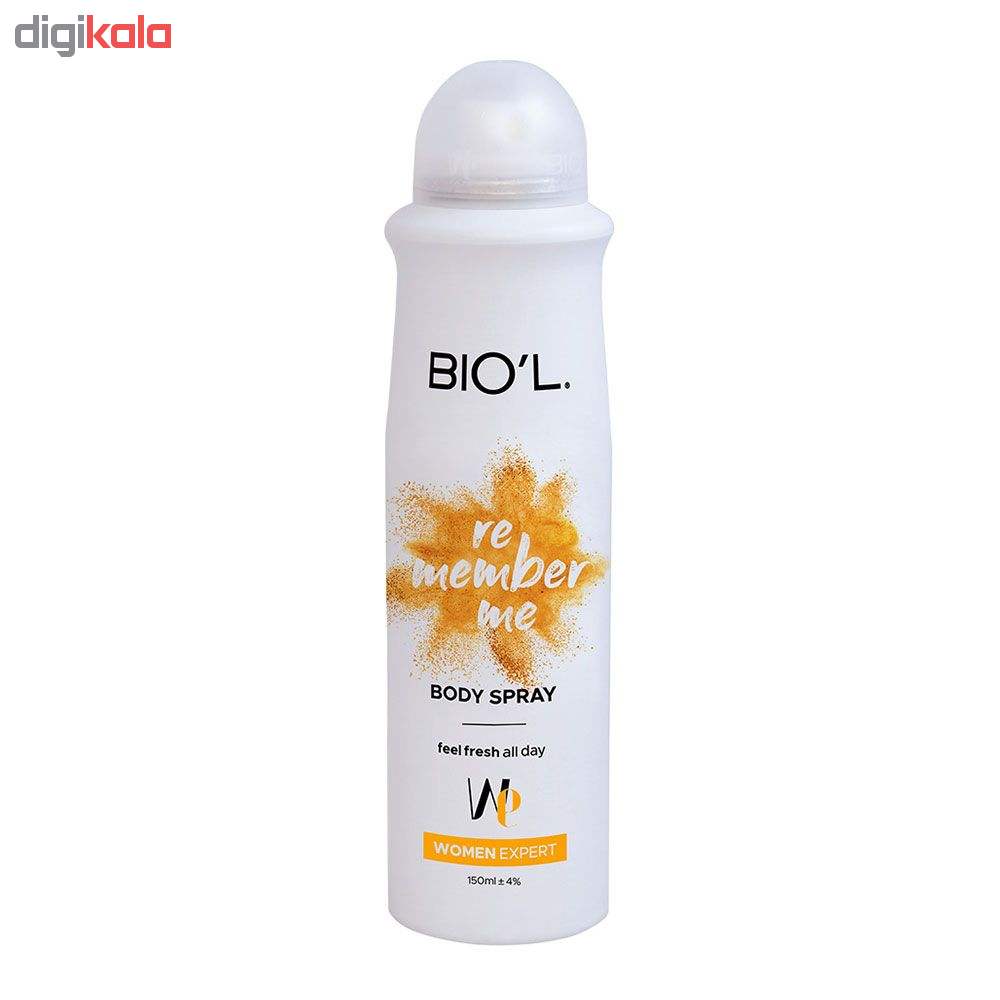 digikala
BIO'L.
re
member
me
BODY SPRAY
feel fresh all day
We
WOMEN EXPERT
150ml ± 4%